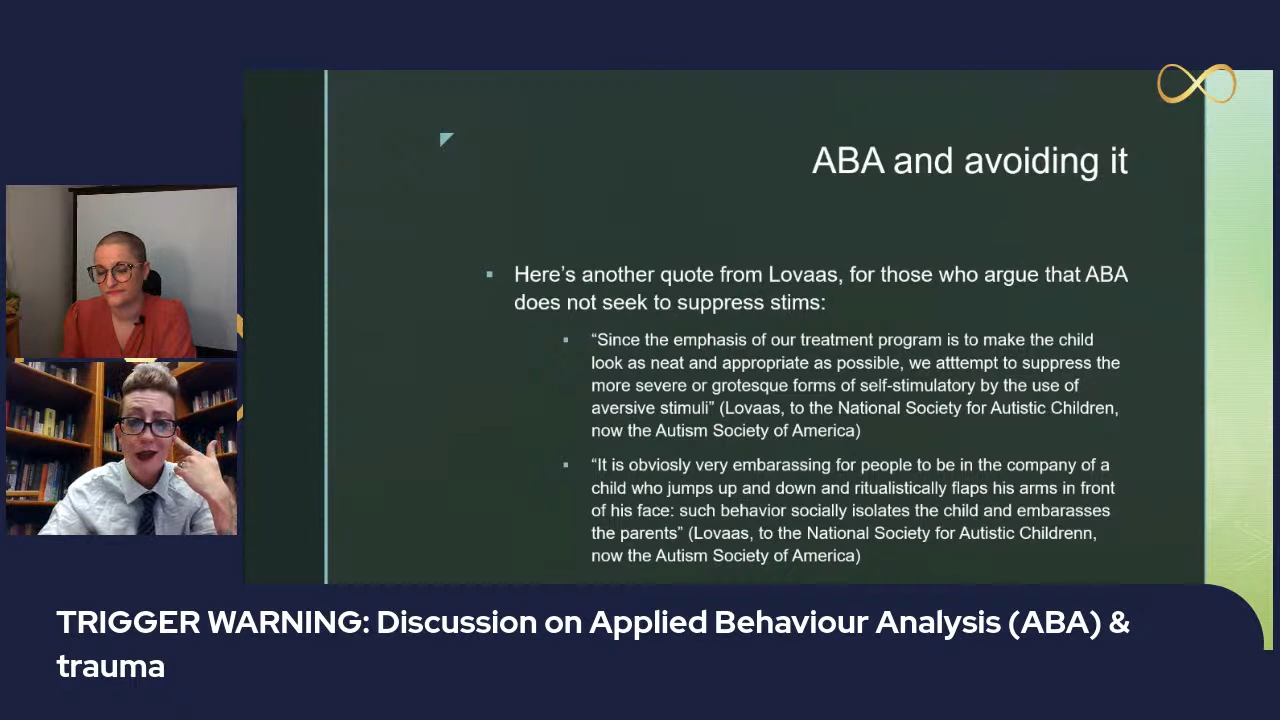 ABA and avoiding it
Here’s another quote from Lovaas, for those who argue that ABA
does not seek to suppress stims:
“Since the emphasis of our treatment program is to make the child
look as neat and appropriate as possible, we atttempt to suppress the
more severe or grotesque forms of self-stimulatory by the use of
aversive stimuli” (Lovaas, to the National Society for Autistic Children,
now the Autism Society of America)
“It is obviosly very embarassing for people to be in the company of a
child who jumps up and down and ritualistically flaps his arms in front
of his face: such behavior socially isolates the child and embarasses
the parents” (Lovaas, to the National Society for Autistic Childrenn,
now the Autism Society of America)
TRIGGER WARNING: Discussion on Applied Behaviour Analysis (ABA) &
trauma